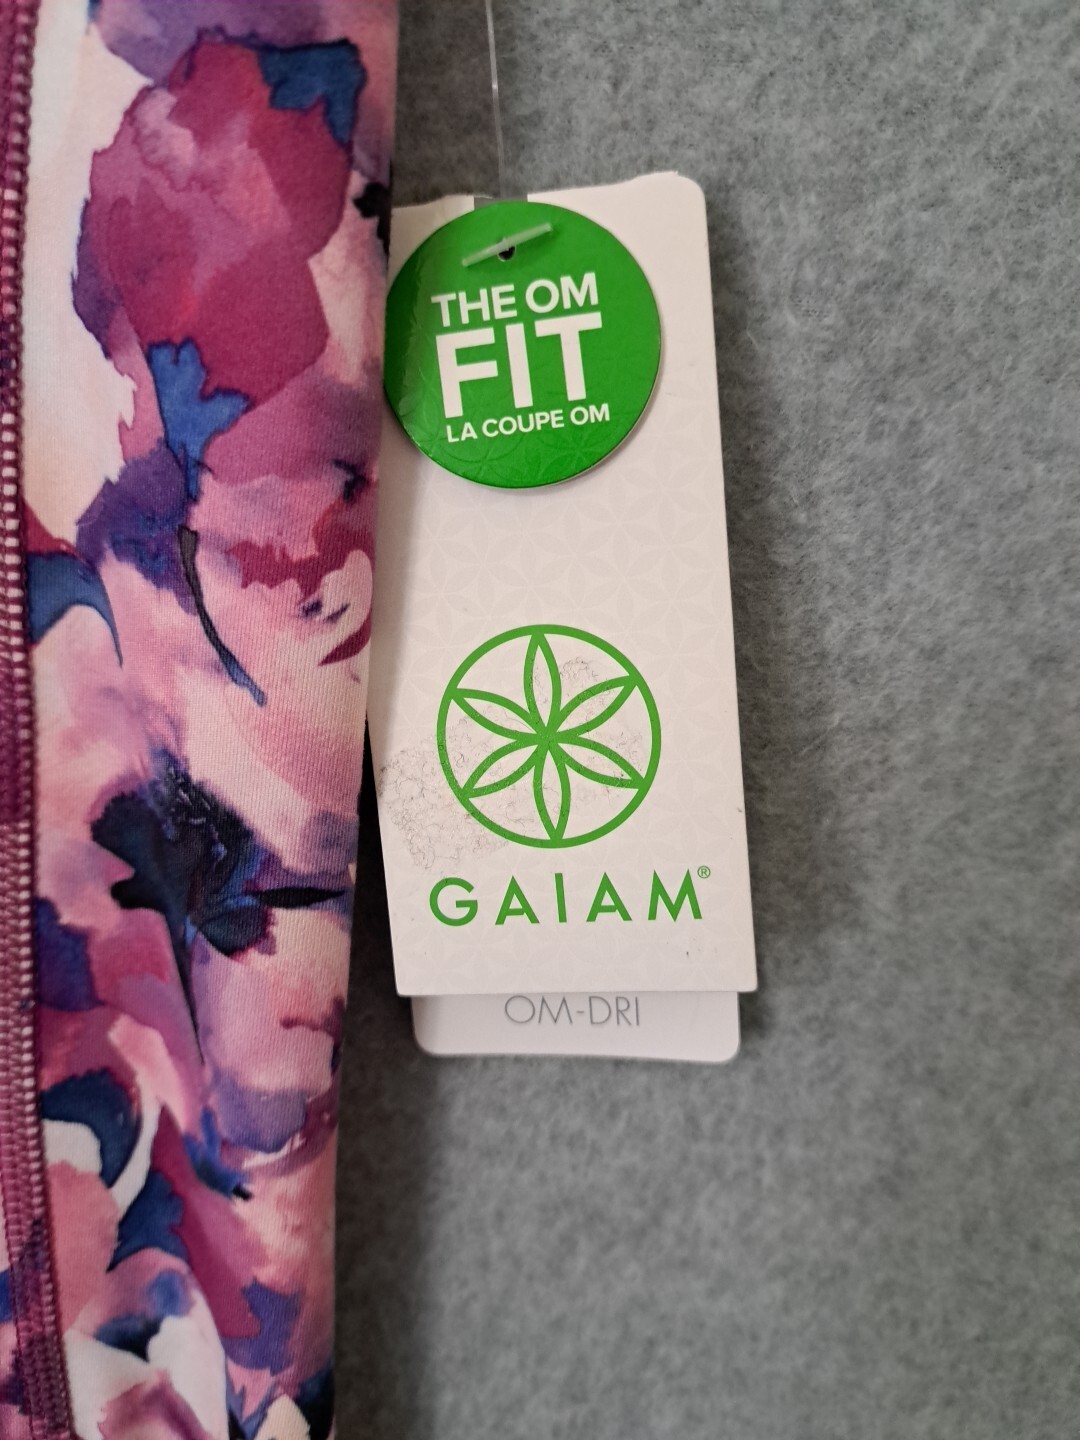 THE OM
FIT
LA COUPE OM
GAIAM®
OM-DRI